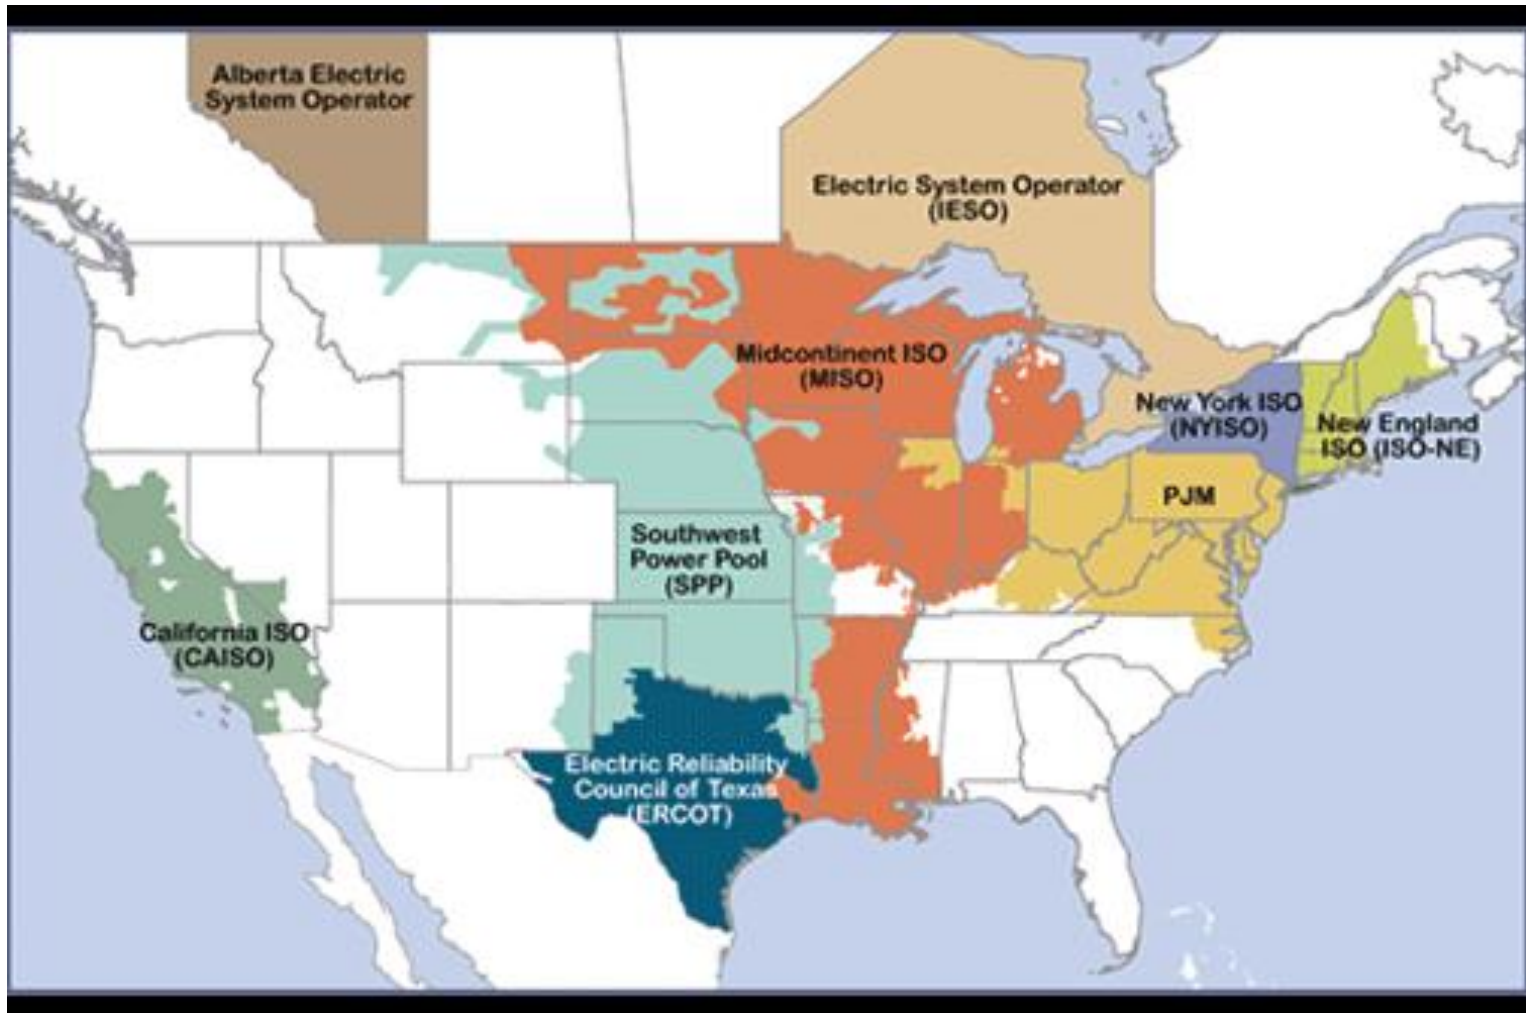 Alberta Electric
System Operator
Electric System Operator
(IESO)
Midcontinent ISO
(MISO)
New York ISO
(NYISO)
New England
ISO (ISO-NE)
PJM
Southwest
Power Pool
(SPP)
California ISO
(CAISO)
Electric Reliability
Council of Texas
(ERCOT)